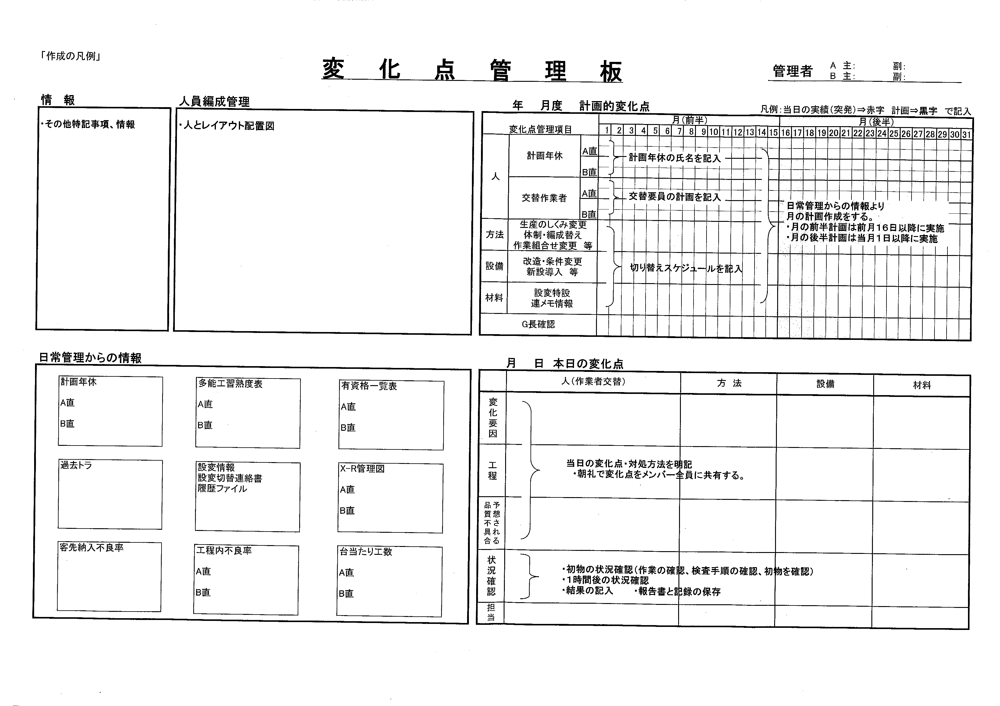 「作成の凡例」
変化点管理板
管理者 A 主: 副:
B 主: 副:
情 報
・その他特記事項、情報
人員編成管理
・人とレイアウト配置図
年 月度 計画的変化点
凡例:当日の実績(突発)⇒赤字 計画⇒黒字 で記入
変化点管理項目
月(前半)
月(後半)
1 2 3 4 5 6 7 8 9 10 11 12 13 14 15 16 17 18 19 20 21 22 23 24 25 26 27 28 29 30 31
人
計画年休
A直
B直
計画年休の氏名を記入
交替作業者
A直
B直
交替要員の計画を記入
日常管理からの情報より
月の計画作成をする。
・月の前半計画は前月16日以降に実施
・月の後半計画は当月1日以降に実施
方法
生産のしくみ変更
体制・編成替え
作業組合せ変更 等
設備
改造・条件変更
新設導入 等
切り替えスケジュールを記入
材料
設変特設
連メモ情報
G長確認
日常管理からの情報
計画年休
A直
B直
多能工習熟度表
A直
B直
有資格一覧表
A直
B直
過去トラ
設変情報
設変切替連絡書
履歴ファイル
X-R管理図
A直
B直
客先納入不良率
工程内不良率
A直
B直
台当たり工数
A直
B直
月 日 本日の変化点
人(作業者交替)
方 法
設備
材料
変化要因
工程
当日の変化点・対処方法を明記
・朝礼で変化点をメンバー全員に共有する。
予想される
品質不具合
状況確認
・初物の状況確認(作業の確認、検査手順の確認、初物を確認)
・1時間後の状況確認
・結果の記入 ・報告書と記録の保存
担当